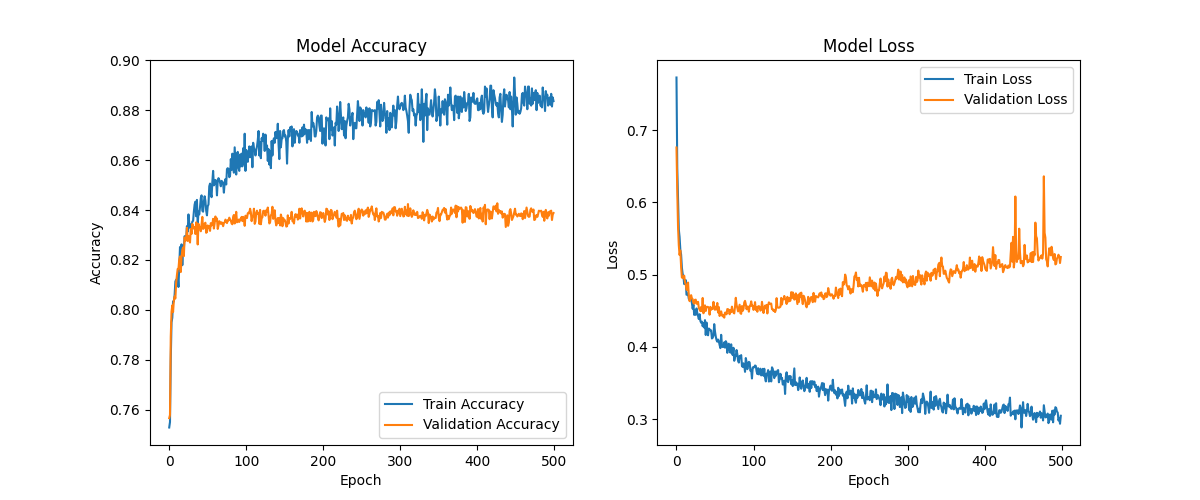 Model Accuracy
0.90
0.88
0.86
0.84
0.82
0.80
0.78
0.76
Accuracy
Train Accuracy
Validation Accuracy
0 100 200 300 400 500
Epoch
Model Loss
0.7
0.6
0.5
0.4
0.3
Loss
Train Loss
Validation Loss
0 100 200 300 400 500
Epoch